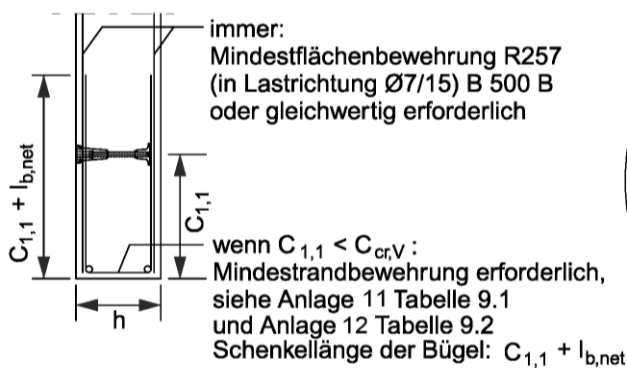 immer:
Mindestflächenbewehrung R257
(in Lastrichtung Ø7/15) B 500 B
oder gleichwertig erforderlich
C1,1 + lb,net
C1,1
wenn C1,1 < Ccr,V :
Mindestrandbewehrung erforderlich,
siehe Anlage 11 Tabelle 9.1
und Anlage 12 Tabelle 9.2
Schenkellänge der Bügel: C1,1 + lb,net
h